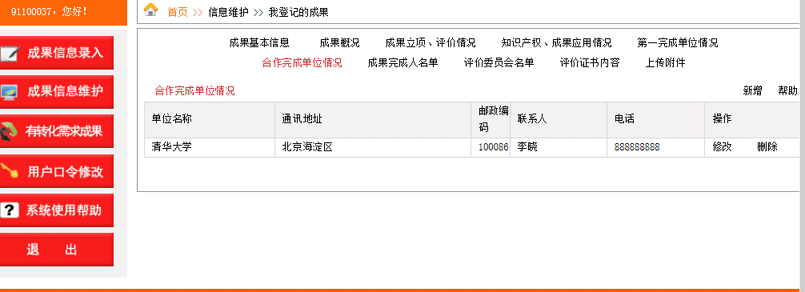 91100037，您好!
首页 >> 信息维护 >> 我登记的成果
成果信息录入
成果信息维护
有转化需求成果
用户口令修改
系统使用帮助
退 出
成果基本信息 成果概况 成果立项、评价情况 知识产权、成果应用情况 第一完成单位情况
合作完成单位情况 成果完成人名单 评价委员会名单 评价证书内容 上传附件
合作完成单位情况 新增 帮助
单位名称 通讯地址 邮政编码 联系人 电话 操作
清华大学 北京海淀区 100086 李晓 888888888 修改 删除